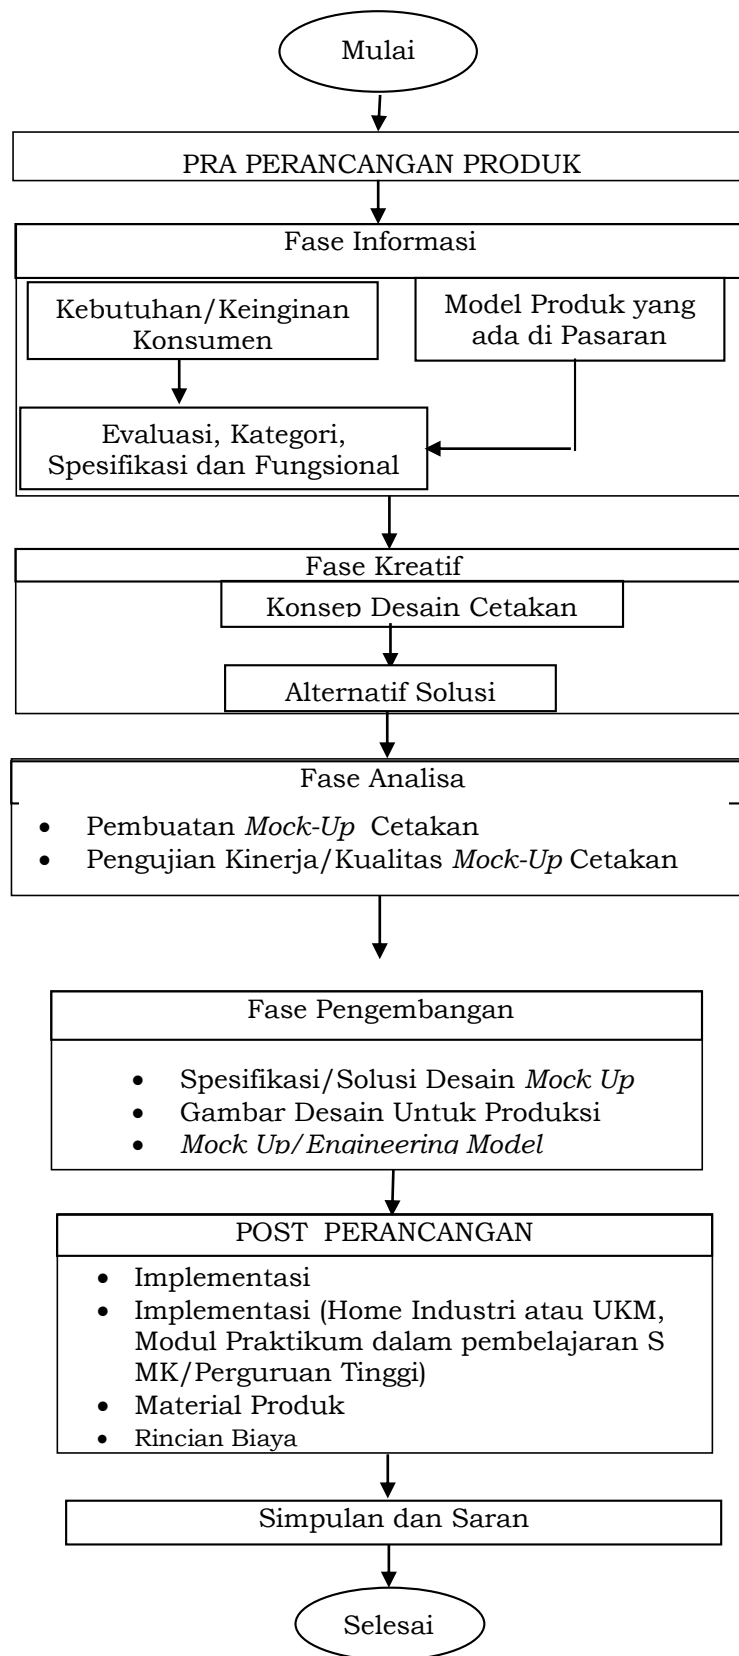 Mulai
PRA PERANCANGAN PRODUK
Fase Informasi
Kebutuhan/Keinginan
Konsumen
Model Produk yang
ada di Pasaran
Evaluasi, Kategori,
Spesifikasi dan Fungsional
Fase Kreatif
Konsep Desain Cetakan
Alternatif Solusi
Fase Analisa
• Pembuatan Mock-Up Cetakan
• Pengujian Kinerja/Kualitas Mock-Up Cetakan
Fase Pengembangan
• Spesifikasi/Solusi Desain Mock Up
• Gambar Desain Untuk Produksi
• Mock Up/Engineering Model
POST PERANCANGAN
• Implementasi
• Implementasi (Home Industri atau UKM,
Modul Praktikum dalam pembelajaran S
MK/Perguruan Tinggi)
• Material Produk
• Rincian Biaya
Simpulan dan Saran
Selesai